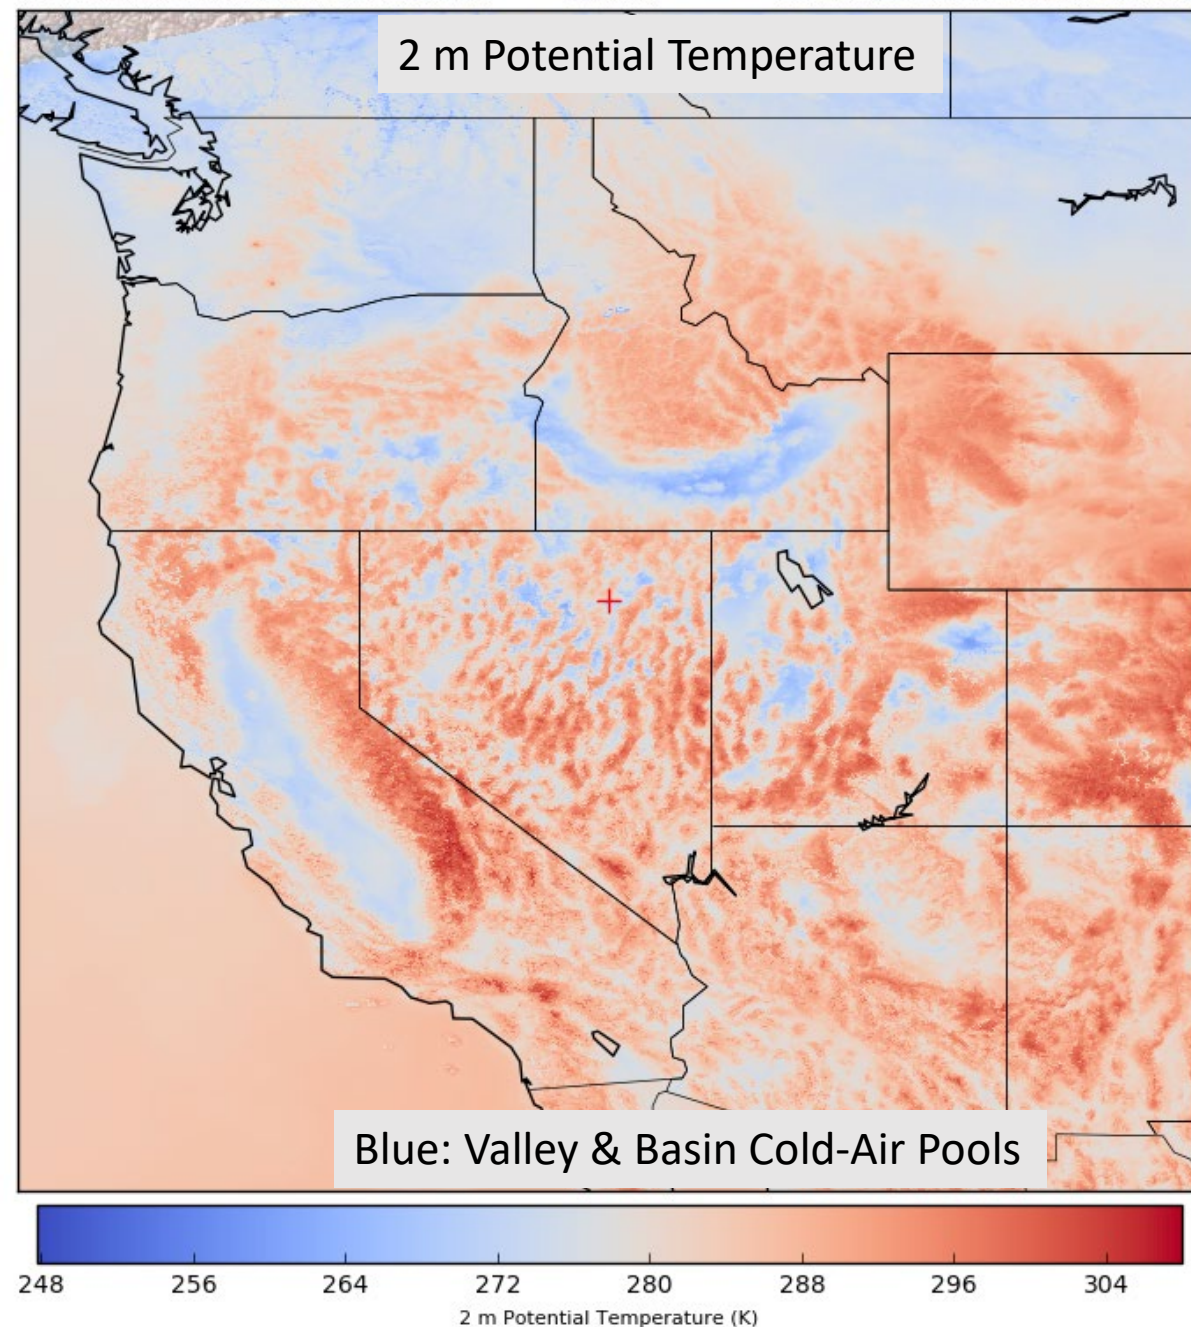 2 m Potential Temperature
Blue: Valley & Basin Cold-Air Pools
248 256 264 272 280 288 296 304
2 m Potential Temperature (K)